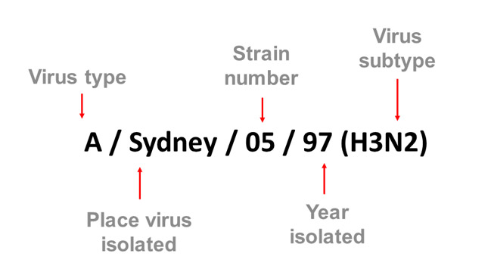 Virus
subtype
Strain
number
Virus type
A / Sydney / 05 / 97 (H3N2)
Place virus
isolated
Year
isolated